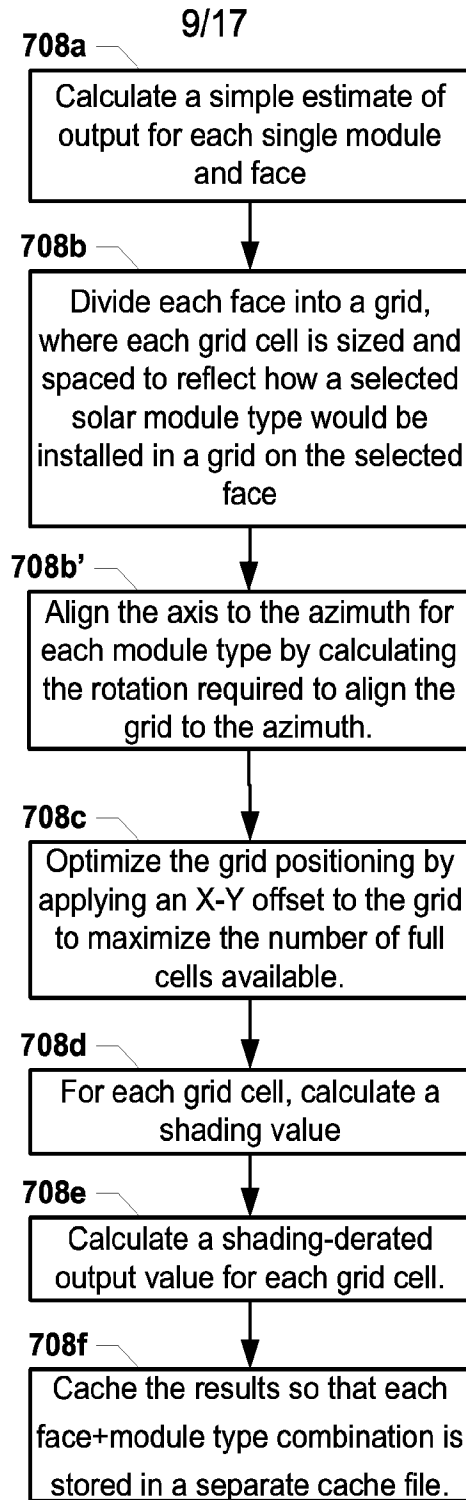 9/17
708a
Calculate a simple estimate of
output for each single module
and face
708b
Divide each face into a grid,
where each grid cell is sized and
spaced to reflect how a selected
solar module type would be
installed in a grid on the selected
face
708b’
Align the axis to the azimuth for
each module type by calculating
the rotation required to align the
grid to the azimuth.
708c
Optimize the grid positioning by
applying an X-Y offset to the grid
to maximize the number of full
cells available.
708d
For each grid cell, calculate a
shading value
708e
Calculate a shading-derated
output value for each grid cell.
708f
Cache the results so that each
face+module type combination is
stored in a separate cache file.